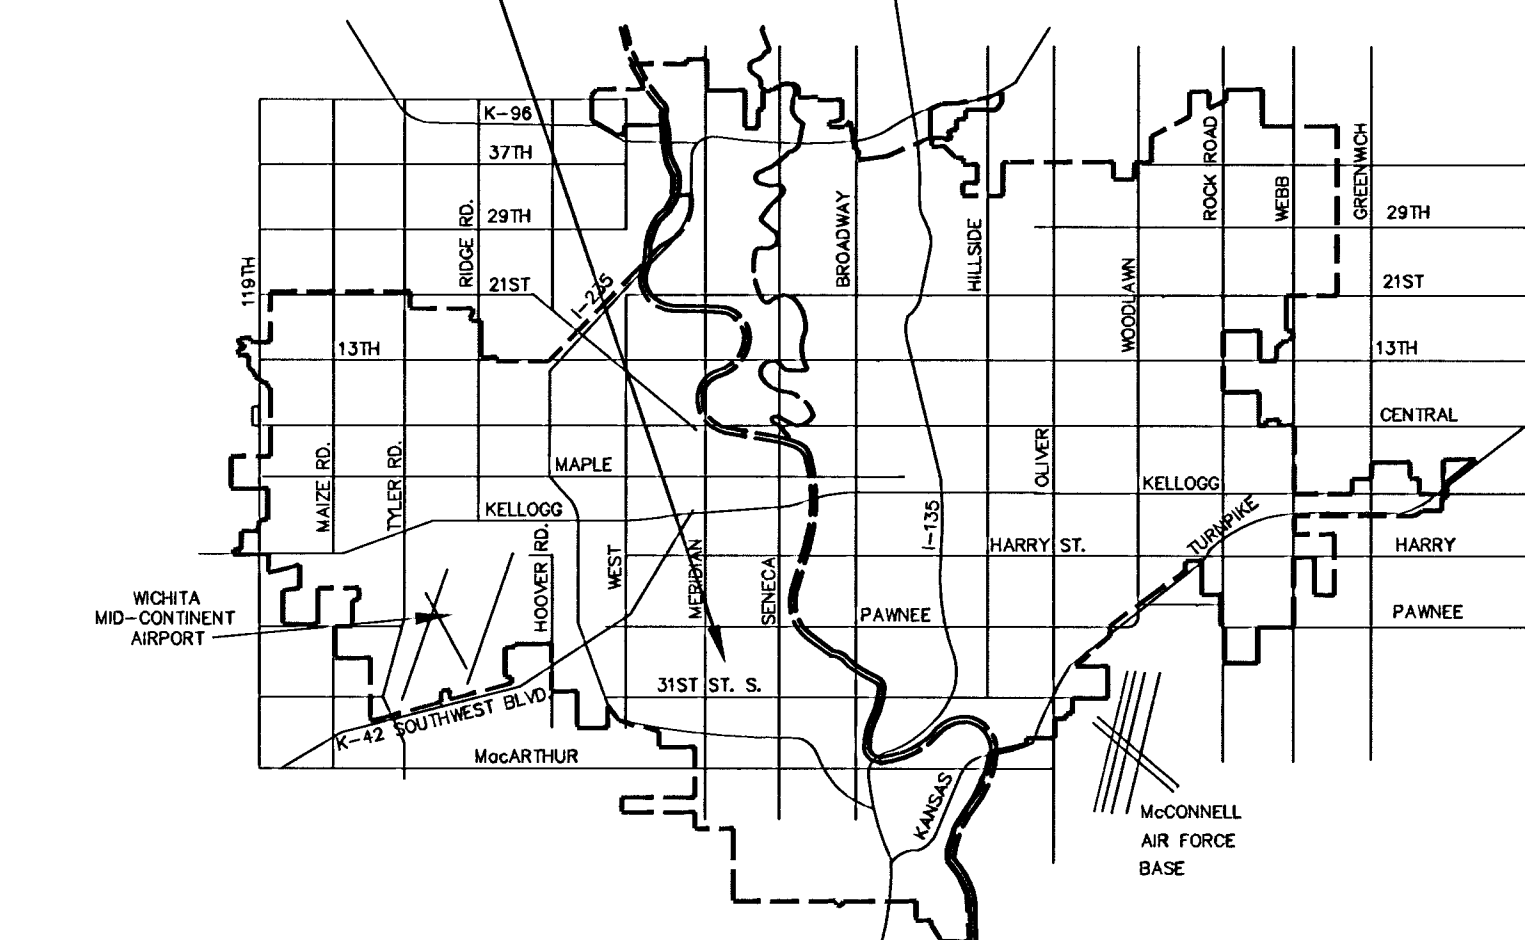 K-96
37TH
ROCK ROAD
GREENWICH
29TH
RIDGE RD.
BROADWAY
HILLSIDE
WEBB
29TH
119TH
21ST
I-235
WOODLAWN
21ST
13TH
13TH
CENTRAL
MAIZE RD.
TYLER RD.
MAPLE
OLIVER
KELLOGG
KELLOGG
HOOVER RD.
WEST
MERIDIAN
SENECA
I-135
HARRY ST.
TURNPIKE
HARRY
WICHITA
MID-CONTINENT
AIRPORT
PAWNEE
PAWNEE
31ST ST. S.
K-42 SOUTHWEST BLVD.
MacARTHUR
KANSAS
McCONNELL
AIR FORCE
BASE